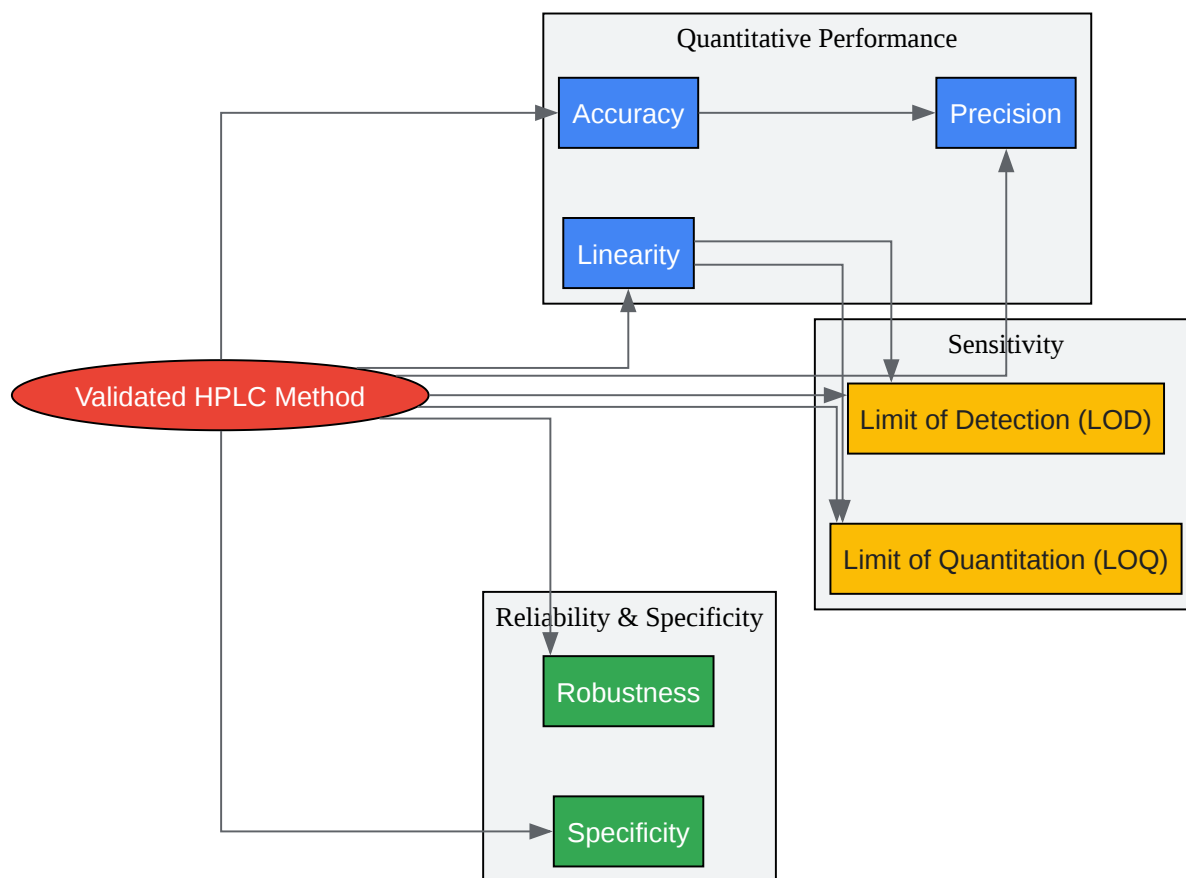 Quantitative Performance
Accuracy
Precision
Linearity
Sensitivity
Validated HPLC Method
Limit of Detection (LOD)
Limit of Quantitation (LOQ)
Reliability & Specificity
Robustness
Specificity